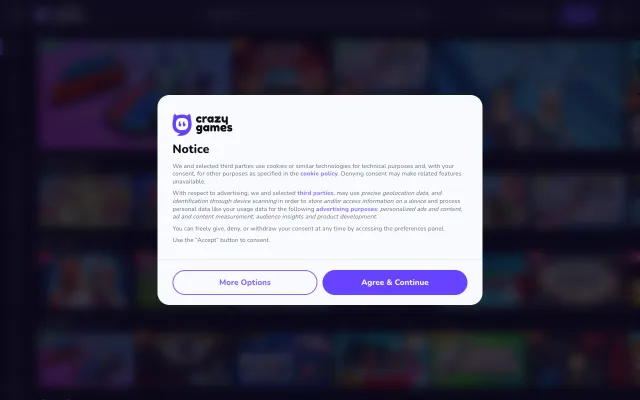 crazy
games
Notice
We and selected third parties use cookies or similar technologies for technical purposes and, with your
consent, for other purposes as specified in the cookie policy. Denying consent may make related features
unavailable.
With respect to advertising, we and selected third parties, may use precise geolocation data, and
identification through device scanning in order to store and/or access information on a device and process
personal data like your usage data for the following advertising purposes: personalized ads and content,
ad and content measurement, audience insights and product development.
You can freely give, deny, or withdraw your consent at any time by accessing the preferences panel.
Use the "Accept" button to consent.
More Options
Agree & Continue